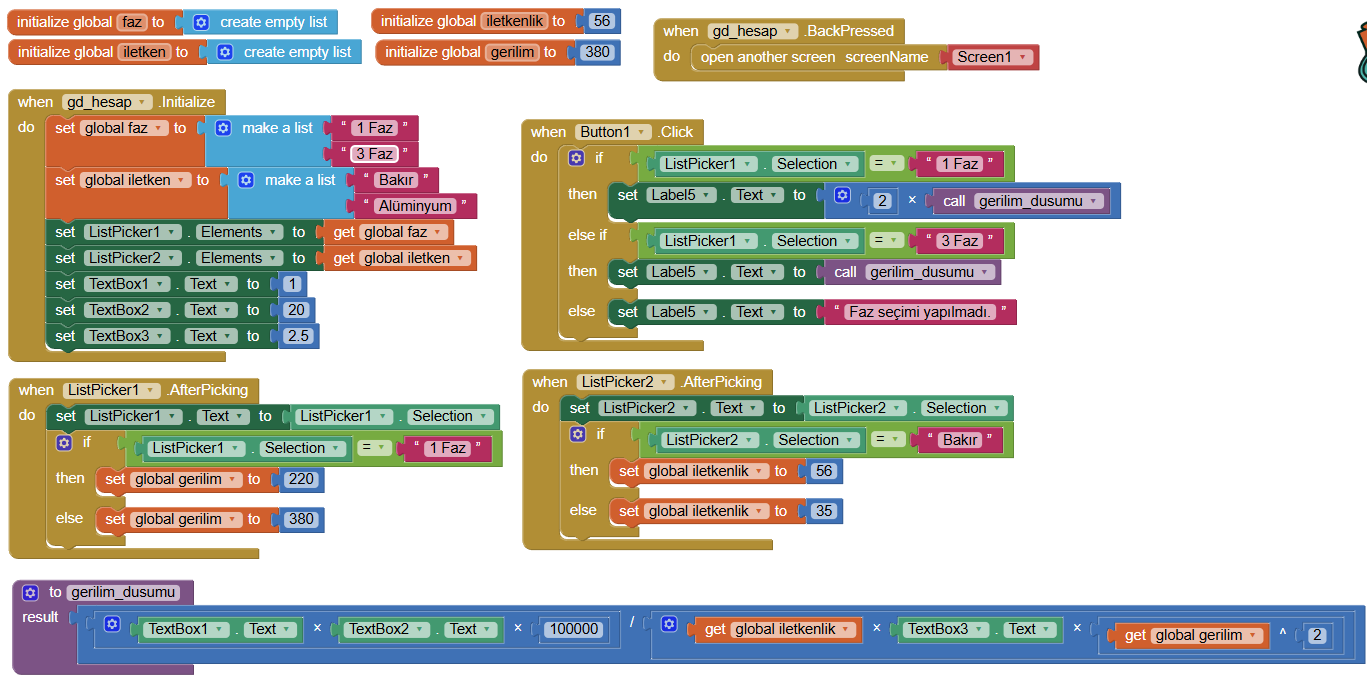 initialize global faz to create empty list
initialize global iletken to create empty list
initialize global iletkenlik to 56
initialize global gerilim to 380
when gd_hesap .BackPressed
do open another screen screenName Screen1
when gd_hesap .Initialize
do set global faz to make a list " 1 Faz "
" 3 Faz "
set global iletken to make a list " Bakır "
" Alüminyum "
set ListPicker1 . Elements to get global faz
set ListPicker2 . Elements to get global iletken
set TextBox1 . Text to 1
set TextBox2 . Text to 20
set TextBox3 . Text to 2.5
when Button1 .Click
do if ListPicker1 . Selection = " 1 Faz "
then set Label5 . Text to 2 × call gerilim_dusumu
else if ListPicker1 . Selection = " 3 Faz "
then set Label5 . Text to call gerilim_dusumu
else set Label5 . Text to " Faz seçimi yapılmadı. "
when ListPicker1 .AfterPicking
do set ListPicker1 . Text to ListPicker1 . Selection
if ListPicker1 . Selection = " 1 Faz "
then set global gerilim to 220
else set global gerilim to 380
when ListPicker2 .AfterPicking
do set ListPicker2 . Text to ListPicker2 . Selection
if ListPicker2 . Selection = " Bakır "
then set global iletkenlik to 56
else set global iletkenlik to 35
to gerilim_dusumu
result TextBox1 . Text × TextBox2 . Text × 100000 / get global iletkenlik × TextBox3 . Text × get global gerilim ^ 2